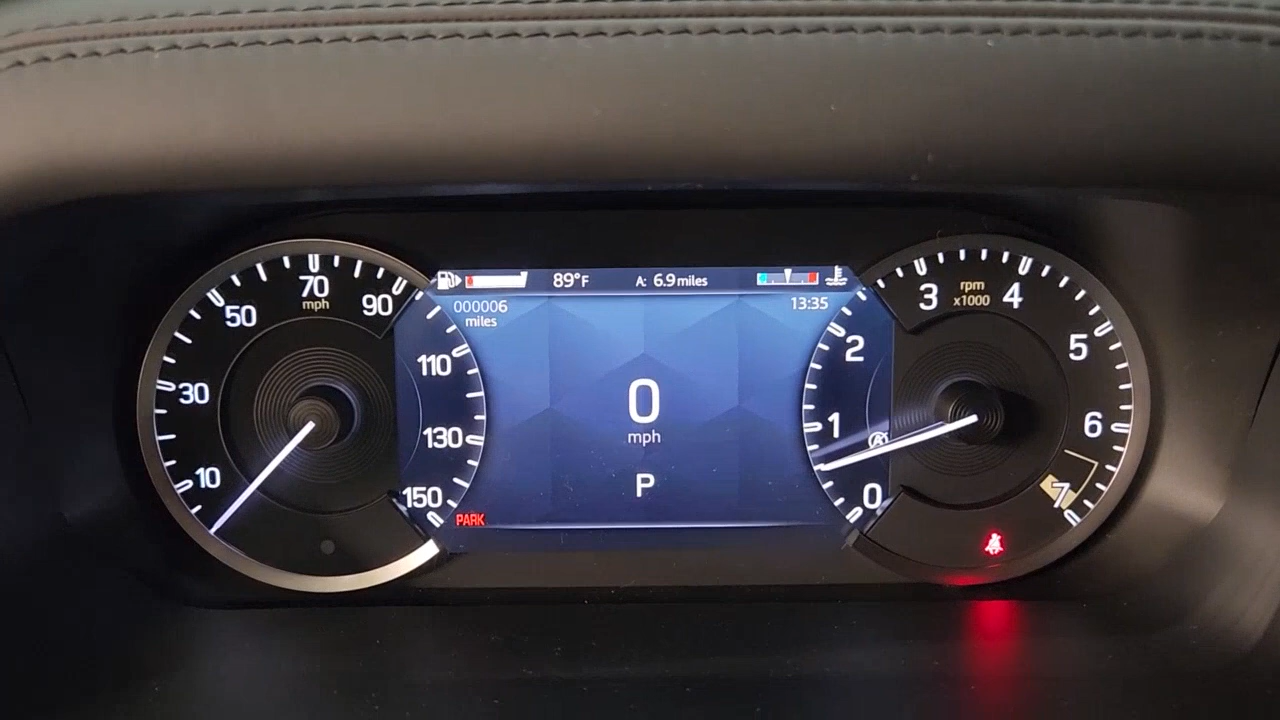 89°F A: 6.9 miles
000006 13:35
miles
0
mph
P
PARK
10 30 50 70 90 110 130 150
mph
0 1 2 3 4 5 6 7
rpm
x1000
A